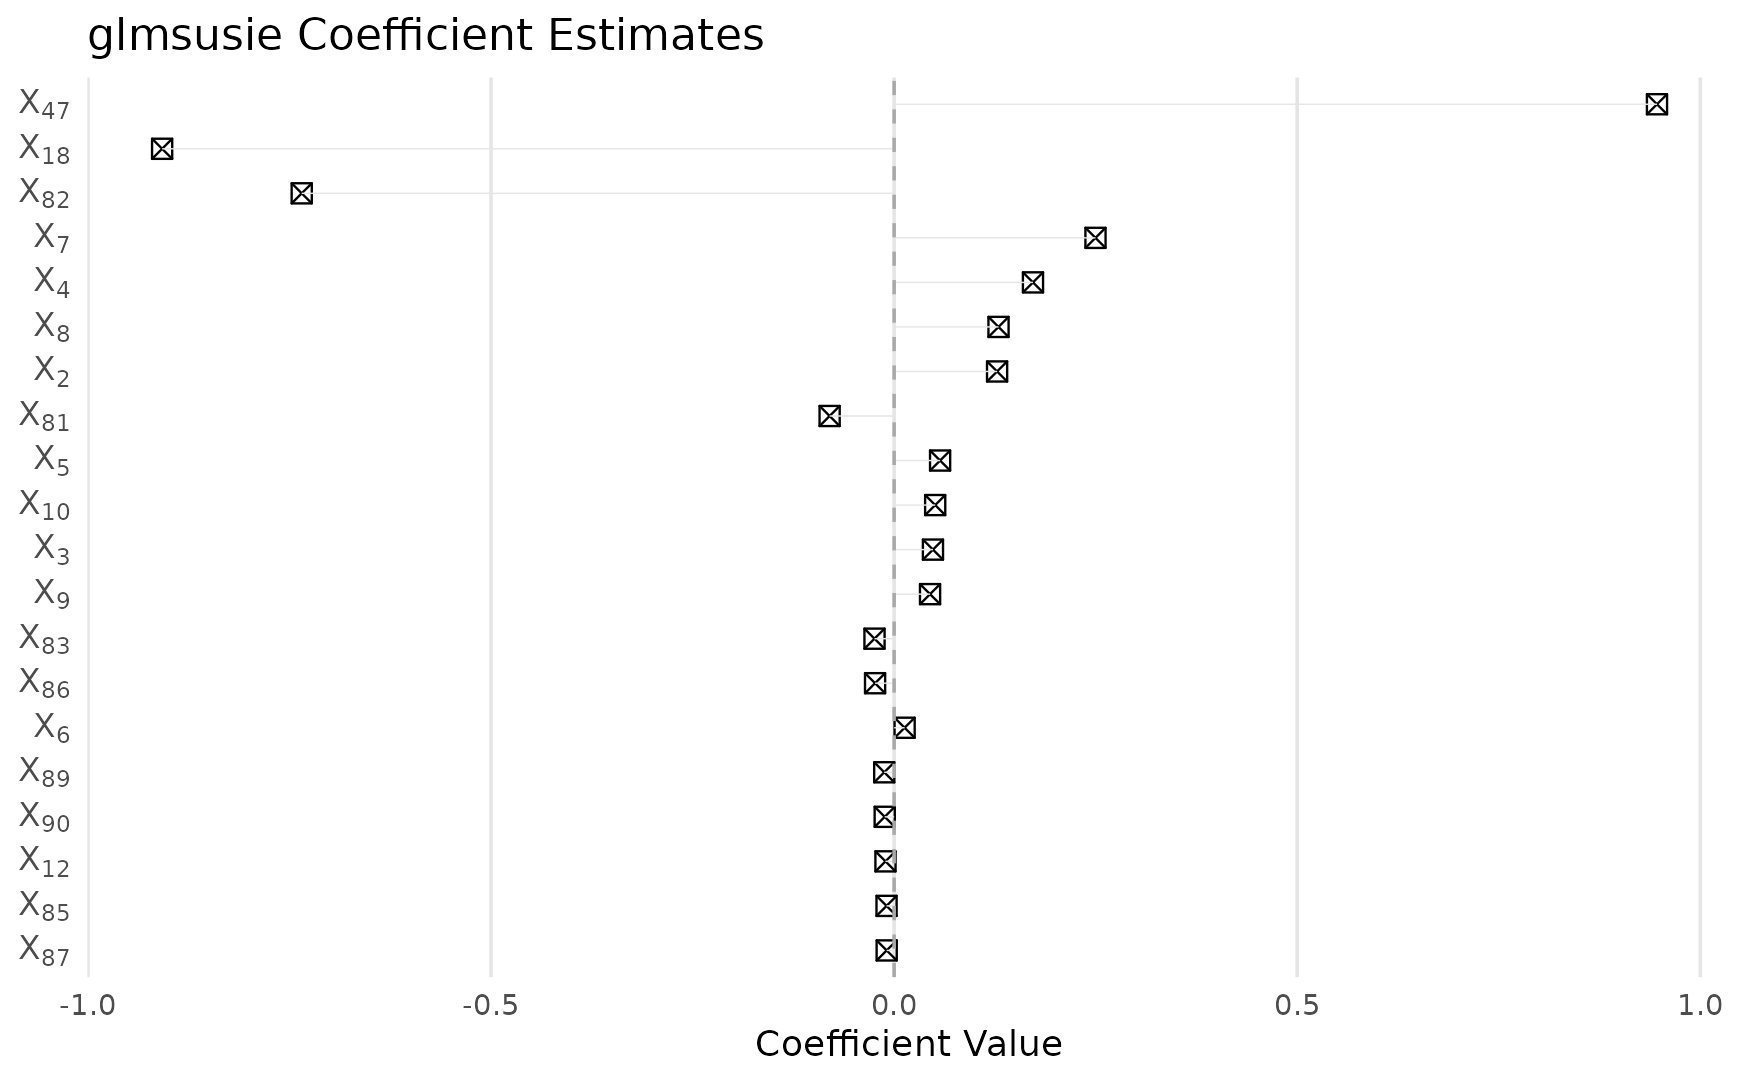 glmsusie Coefficient Estimates
X₄₇
X₁₈
X₈₂
X₇
X₄
X₈
X₂
X₈₁
X₅
X₁₀
X₃
X₉
X₈₃
X₈₆
X₆
X₈₉
X₉₀
X₁₂
X₈₅
X₈₇
-1.0 -0.5 0.0 0.5 1.0
Coefficient Value